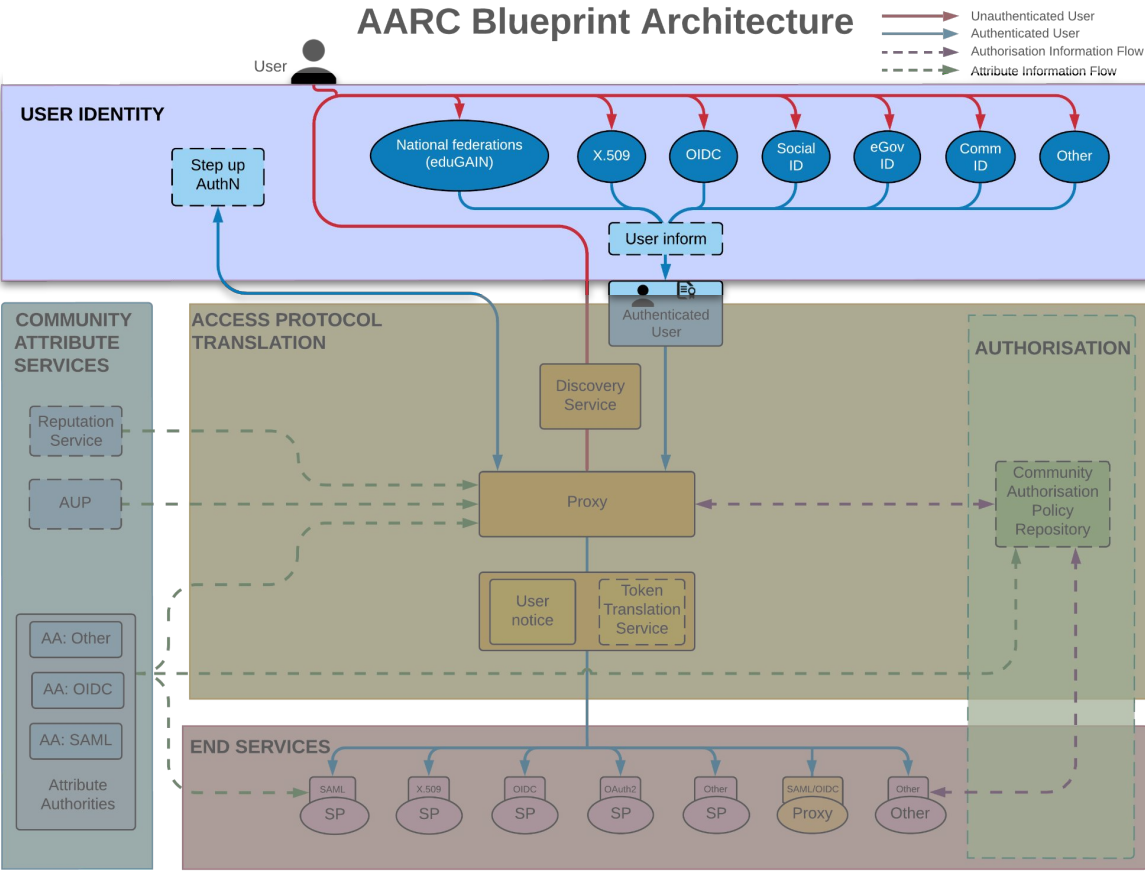 AARC Blueprint Architecture
Unauthenticated User
Authenticated User
Authorisation Information Flow
Attribute Information Flow
User
USER IDENTITY
National federations
(eduGAIN)
X.509
OIDC
Social
ID
eGov
ID
Comm
ID
Other
Step up
AuthN
User inform
Authenticated
User
COMMUNITY
ATTRIBUTE
SERVICES
ACCESS PROTOCOL
TRANSLATION
AUTHORISATION
Discovery
Service
Reputation
Service
AUP
Proxy
Community
Authorisation
Policy
Repository
User
notice
Token
Translation
Service
AA: Other
AA: OIDC
AA: SAML
Attribute
Authorities
END SERVICES
SAML
SP
X.509
SP
OIDC
SP
OAuth2
SP
Other
SP
SAML/OIDC
Proxy
Other
Other